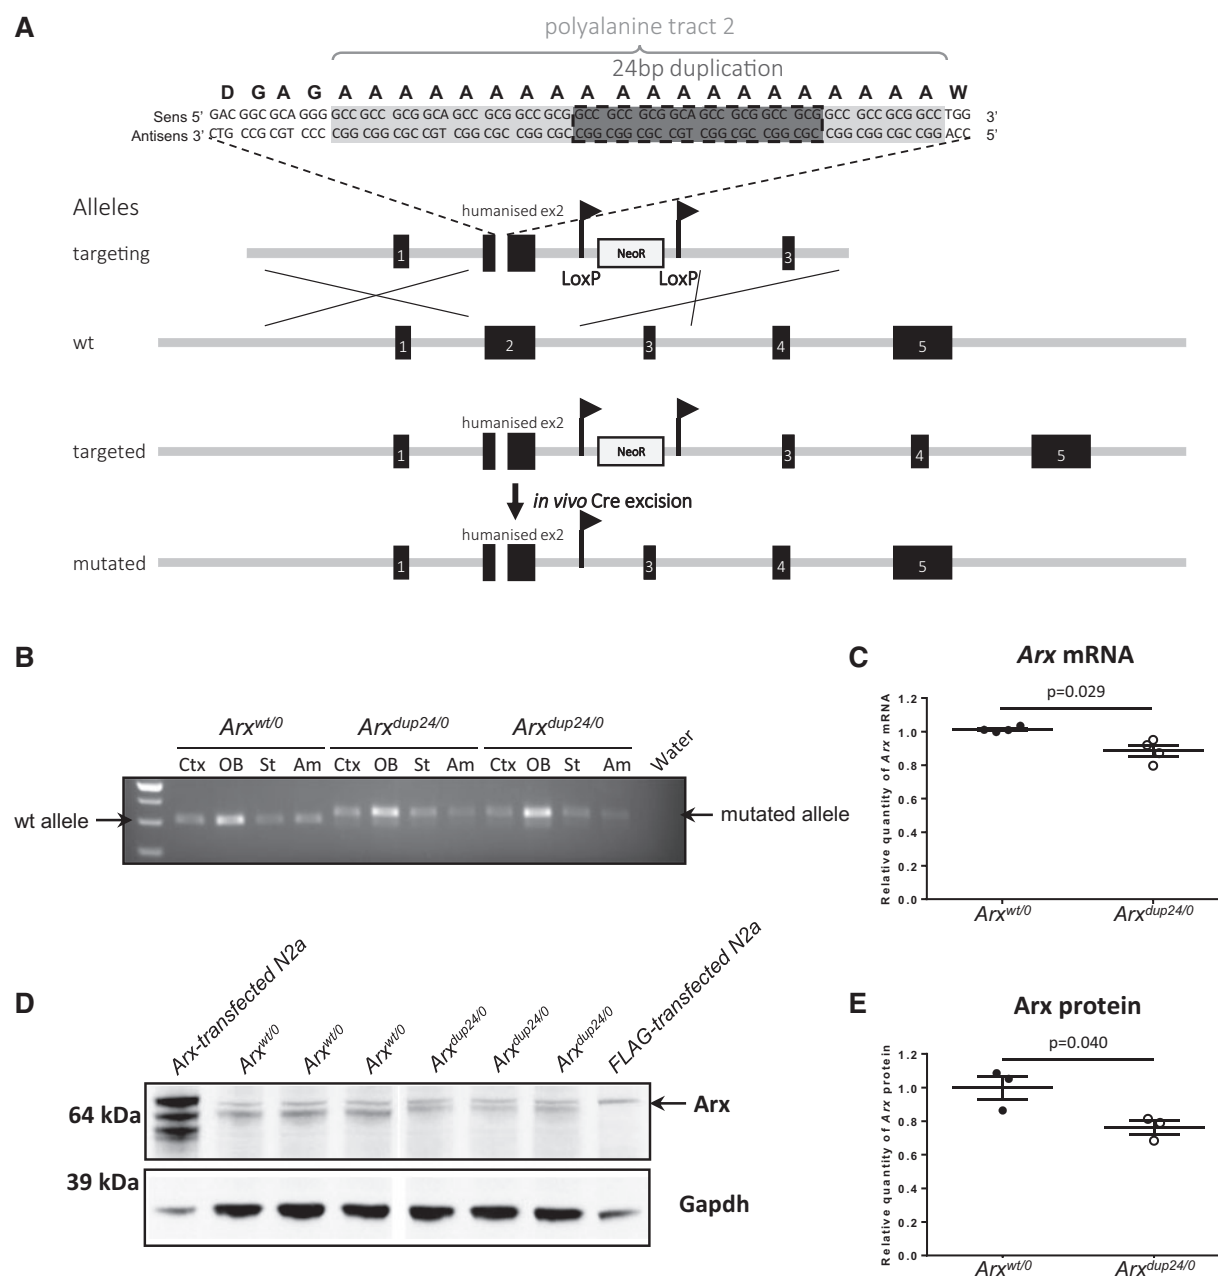 A
polyalanine tract 2
24bp duplication
D G A G A A A A A A A A A A A A A A A A A A A A W
Sens 5' GAC GGC GCA GGG GCC GCC GCG GCA GCC GCG GCC GCG GCC GCC GCG GCA GCC GCG GCC GCG GCC GCC GCG GCC TGG 3'
Antisens 3' CTG CCG CGT CCC CGG CGG CGC CGT CGG CGC CGG CGC CGG CGG CGC CGT CGG CGC CGG CGC CGG CGG CGC CGG ACC 5'
Alleles
humanised ex2
targeting 1 NeoR 3
LoxP LoxP
wt 1 2 3 4 5
humanised ex2
targeted 1 NeoR 3 4 5
in vivo Cre excision
humanised ex2
mutated 1 3 4 5
B
Arxwt/0 Arxdup24/0 Arxdup24/0 Water
Ctx OB St Am Ctx OB St Am Ctx OB St Am
wt allele mutated allele
C
Arx mRNA
p=0.029
Relative quantity of Arx mRNA
1.2
1.0
0.8
0.6
0.4
0.2
0.0
Arxwt/0 Arxdup24/0
D
Arx-transfected N2a Arxwt/0 Arxwt/0 Arxwt/0 Arxdup24/0 Arxdup24/0 Arxdup24/0 FLAG-transfected N2a
64 kDa Arx
39 kDa Gapdh
E
Arx protein
p=0.040
Relative quantity of Arx protein
1.2
1.0
0.8
0.6
0.4
0.2
0.0
Arxwt/0 Arxdup24/0